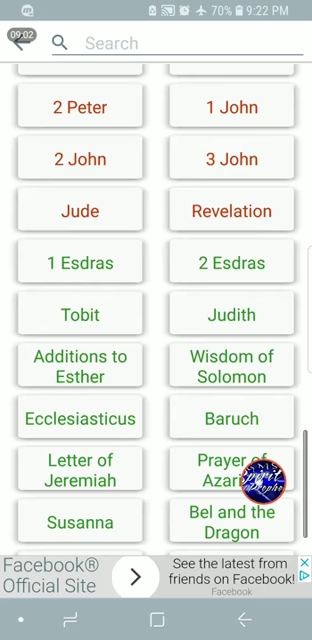 70% 9:22 PM
09:02
Search
2 Peter
1 John
2 John
3 John
Jude
Revelation
1 Esdras
2 Esdras
Tobit
Judith
Additions to
Esther
Wisdom of
Solomon
Ecclesiasticus
Baruch
Letter of
Jeremiah
Prayer of
Susanna
Bel and the
Dragon
Facebook®
Official Site
See the latest from
friends on Facebook!
Facebook